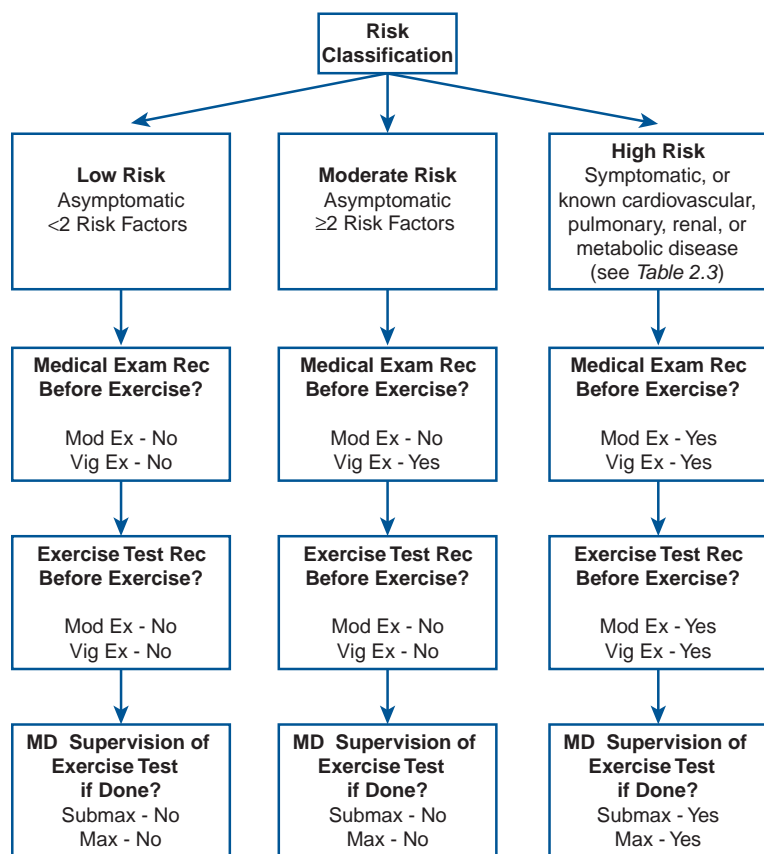 Risk
Classification
Low Risk
Asymptomatic
<2 Risk Factors
Moderate Risk
Asymptomatic
≥2 Risk Factors
High Risk
Symptomatic, or
known cardiovascular,
pulmonary, renal, or
metabolic disease
(see Table 2.3)
Medical Exam Rec
Before Exercise?
Mod Ex - No
Vig Ex - No
Medical Exam Rec
Before Exercise?
Mod Ex - No
Vig Ex - Yes
Medical Exam Rec
Before Exercise?
Mod Ex - Yes
Vig Ex - Yes
Exercise Test Rec
Before Exercise?
Mod Ex - No
Vig Ex - No
Exercise Test Rec
Before Exercise?
Mod Ex - No
Vig Ex - No
Exercise Test Rec
Before Exercise?
Mod Ex - Yes
Vig Ex - Yes
MD Supervision of
Exercise Test
if Done?
Submax - No
Max - No
MD Supervision of
Exercise Test
if Done?
Submax - No
Max - No
MD Supervision of
Exercise Test
if Done?
Submax - Yes
Max - Yes